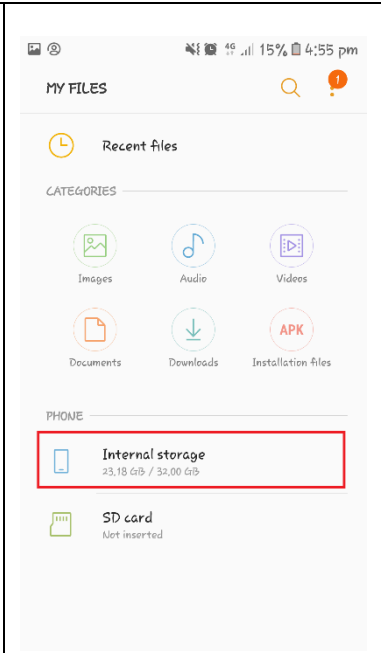 4G 15% 4:55 pm
MY FILES
1
Recent files
CATEGORIES
Images Audio Videos
APK
Documents Downloads Installation files
PHONE
Internal storage
23,18 GB / 32,00 GB
SD card
Not inserted